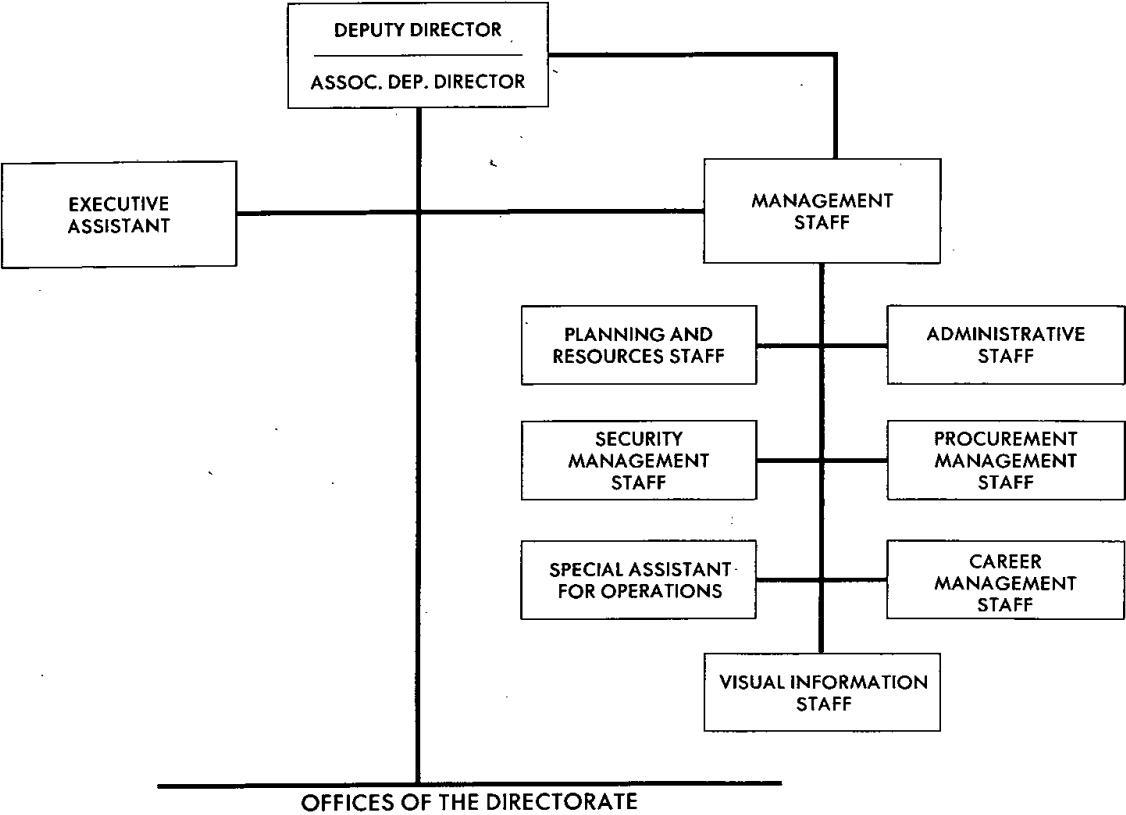 DEPUTY DIRECTOR
ASSOC. DEP. DIRECTOR
EXECUTIVE
ASSISTANT
MANAGEMENT
STAFF
PLANNING AND
RESOURCES STAFF
ADMINISTRATIVE
STAFF
SECURITY
MANAGEMENT
STAFF
PROCUREMENT
MANAGEMENT
STAFF
SPECIAL ASSISTANT
FOR OPERATIONS
CAREER
MANAGEMENT
STAFF
VISUAL INFORMATION
STAFF
OFFICES OF THE DIRECTORATE